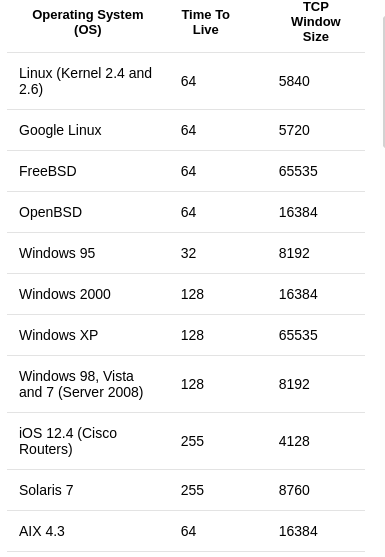 Operating System (OS) Time To Live TCP Window Size
Linux (Kernel 2.4 and 2.6) 64 5840
Google Linux 64 5720
FreeBSD 64 65535
OpenBSD 64 16384
Windows 95 32 8192
Windows 2000 128 16384
Windows XP 128 65535
Windows 98, Vista and 7 (Server 2008) 128 8192
iOS 12.4 (Cisco Routers) 255 4128
Solaris 7 255 8760
AIX 4.3 64 16384